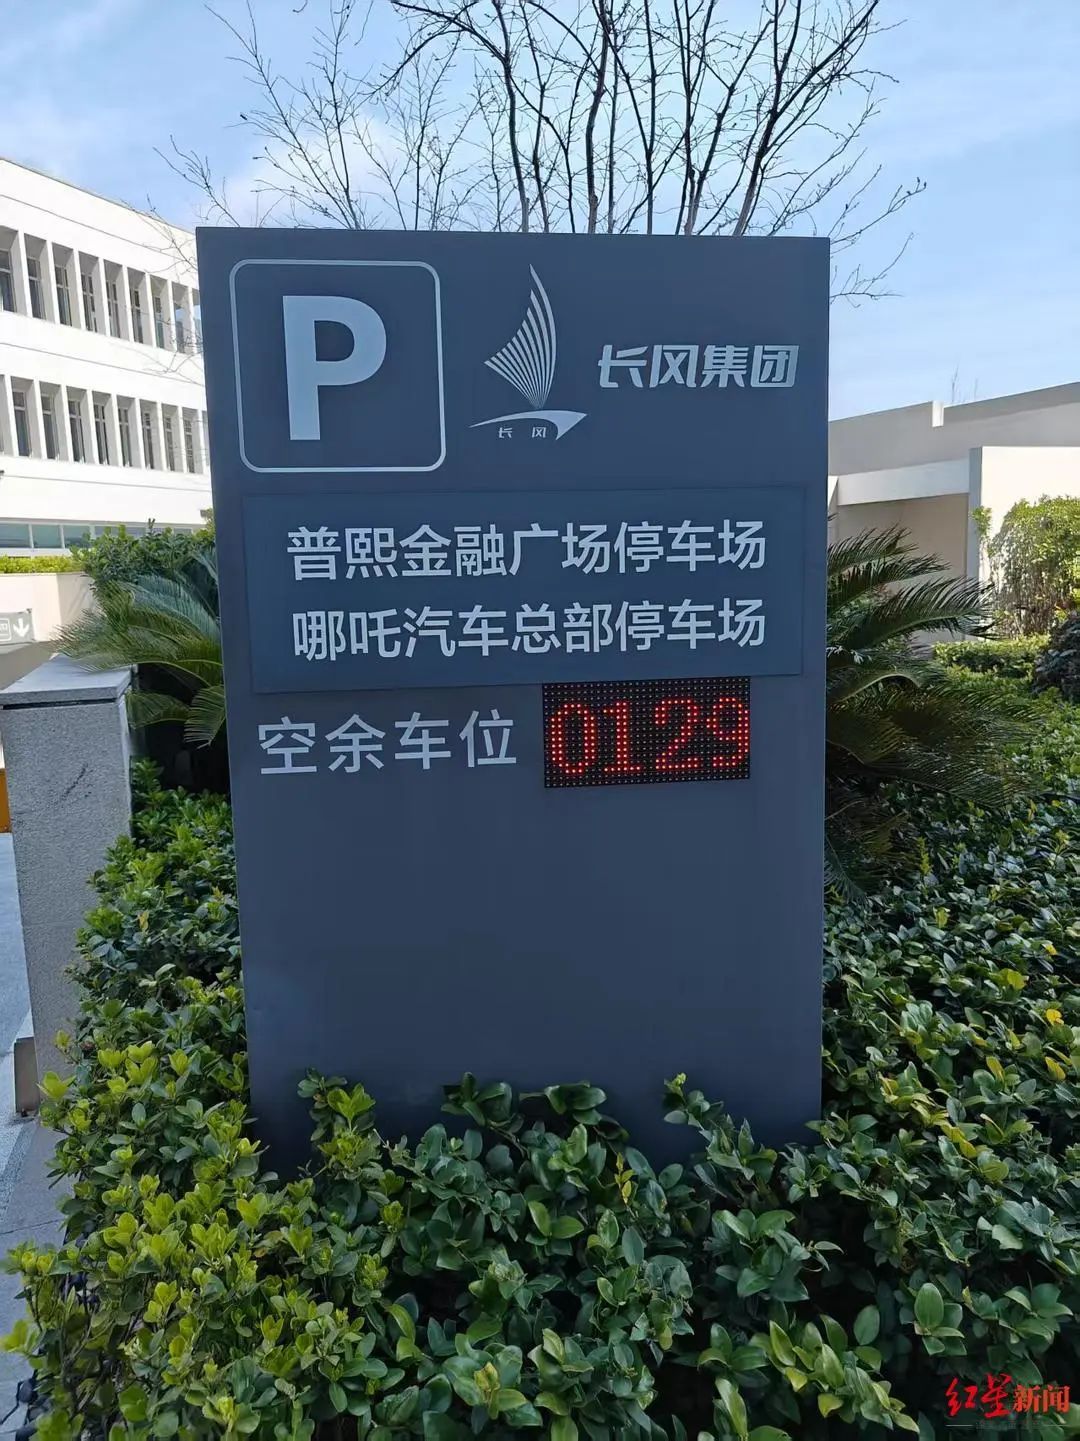 P
长风集团
长风
普熙金融广场停车场
哪吒汽车总部停车场
空余车位 0129
红星新闻